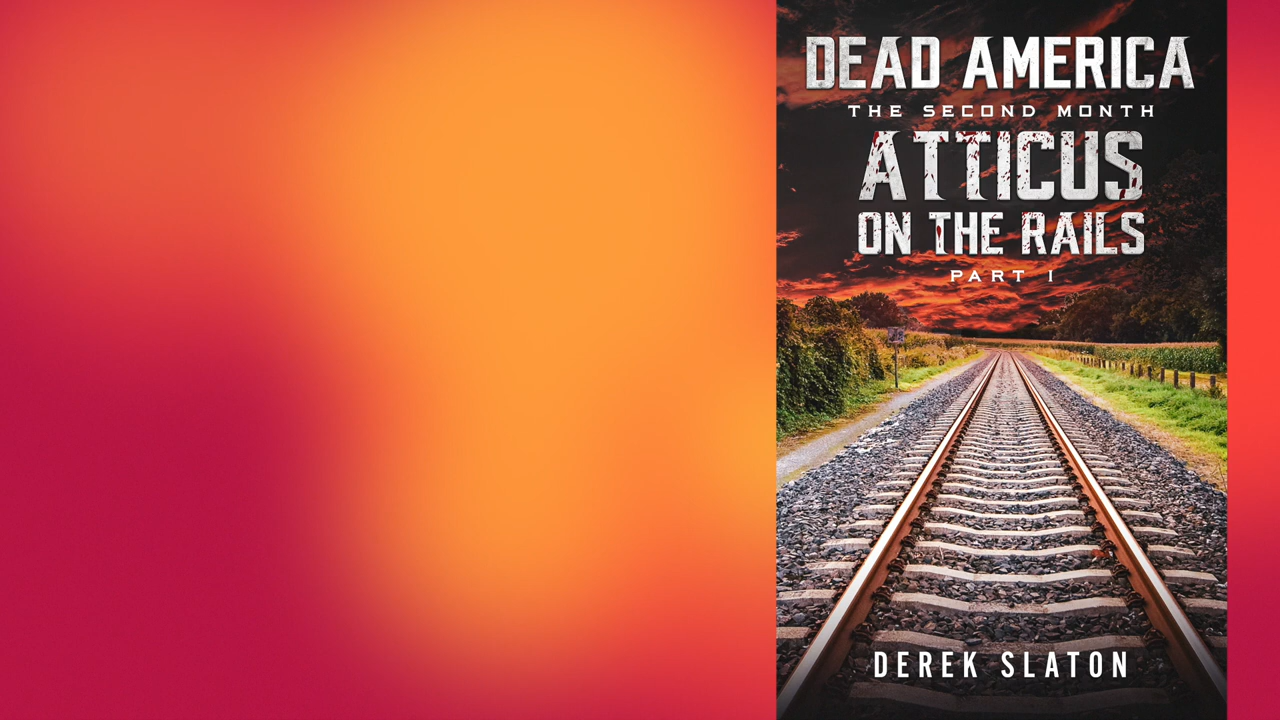 DEAD AMERICA
THE SECOND MONTH
ATTICUS
ON THE RAILS
PART I
DEREK SLATON